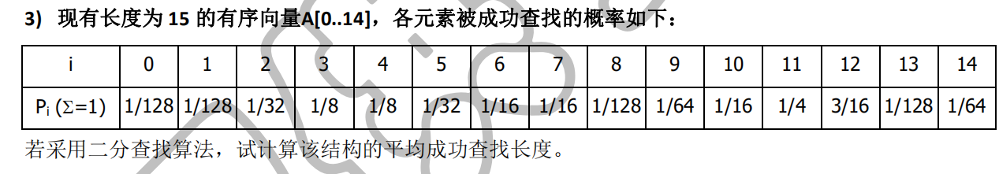 3) 现有长度为 15 的有序向量A[0..14]，各元素被成功查找的概率如下：
i 0 1 2 3 4 5 6 7 8 9 10 11 12 13 14
Pi (Σ=1) 1/128 1/128 1/32 1/8 1/8 1/32 1/16 1/16 1/128 1/64 1/16 1/4 3/16 1/128 1/64
若采用二分查找算法，试计算该结构的平均成功查找长度。